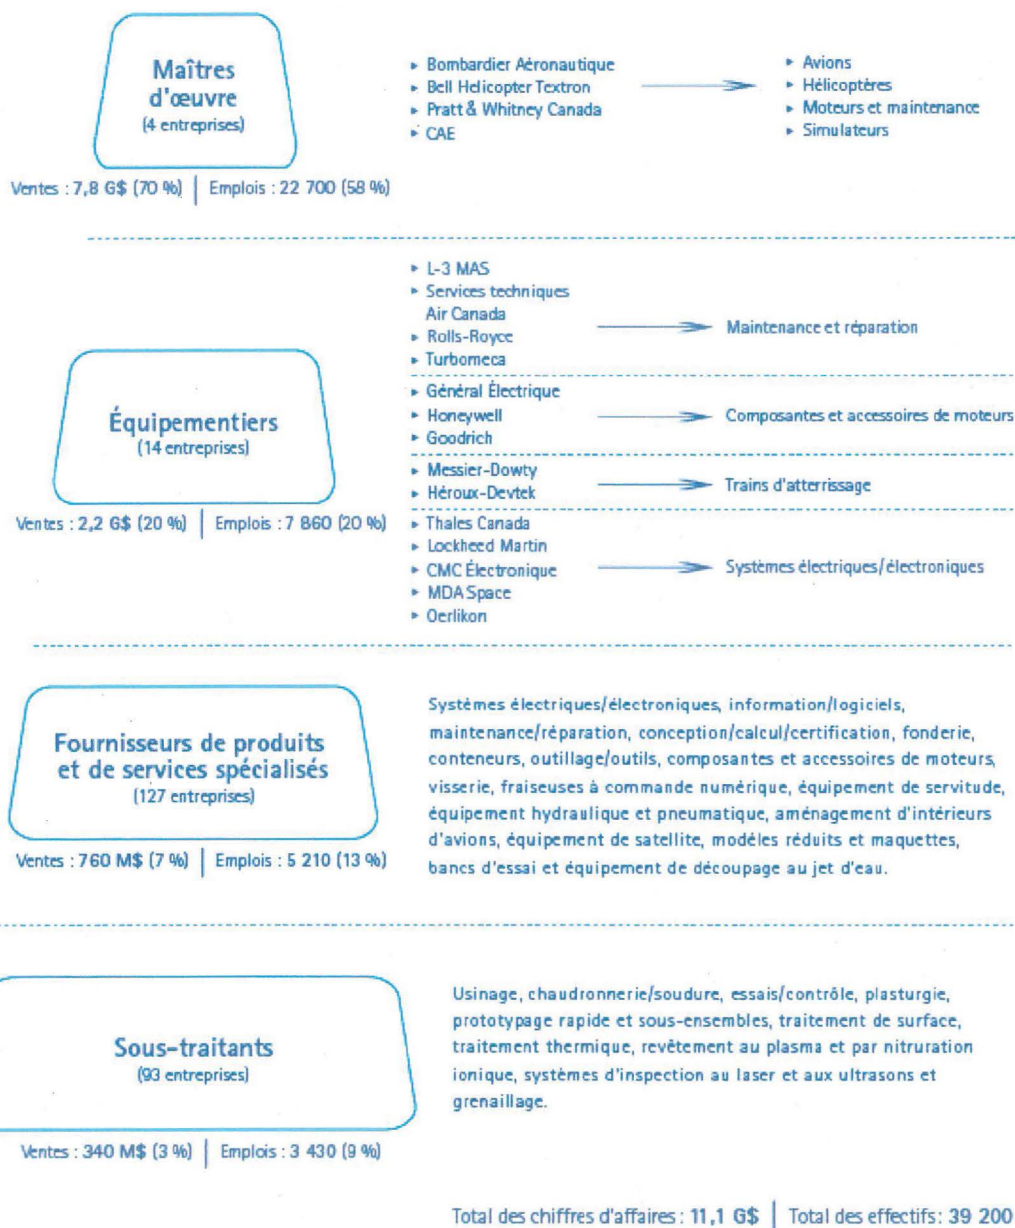 Maîtres
d'œuvre
(4 entreprises)
▸ Bombardier Aéronautique
▸ Bell Helicopter Textron
▸ Pratt & Whitney Canada
▸ CAE
▸ Avions
▸ Hélicoptères
▸ Moteurs et maintenance
▸ Simulateurs
Ventes : 7,8 G$ (70 %) | Emplois : 22 700 (58 %)
Équipementiers
(14 entreprises)
Ventes : 2,2 G$ (20 %) | Emplois : 7 860 (20 %)
▸ L-3 MAS
▸ Services techniques
Air Canada
▸ Rolls-Royce
▸ Turbomeca
Maintenance et réparation
▸ Général Électrique
▸ Honeywell
▸ Goodrich
Composantes et accessoires de moteurs
▸ Messier-Dowty
▸ Héroux-Devtek
Trains d'atterrissage
▸ Thales Canada
▸ Lockheed Martin
▸ CMC Électronique
▸ MDA Space
▸ Oerlikon
Systèmes électriques/électroniques
Fournisseurs de produits
et de services spécialisés
(127 entreprises)
Ventes : 760 M$ (7 %) | Emplois : 5 210 (13 %)
Systèmes électriques/électroniques, information/logiciels,
maintenance/réparation, conception/calcul/certification, fonderie,
conteneurs, outillage/outils, composantes et accessoires de moteurs,
visserie, fraiseuses à commande numérique, équipement de servitude,
équipement hydraulique et pneumatique, aménagement d'intérieurs
d'avions, équipement de satellite, modèles réduits et maquettes,
bancs d'essai et équipement de découpage au jet d'eau.
Sous-traitants
(93 entreprises)
Ventes : 340 M$ (3 %) | Emplois : 3 430 (9 %)
Usinage, chaudronnerie/soudure, essais/contrôle, plasturgie,
prototypage rapide et sous-ensembles, traitement de surface,
traitement thermique, revêtement au plasma et par nitruration
ionique, systèmes d'inspection au laser et aux ultrasons et
grenaillage.
Total des chiffres d'affaires : 11,1 G$ | Total des effectifs : 39 200